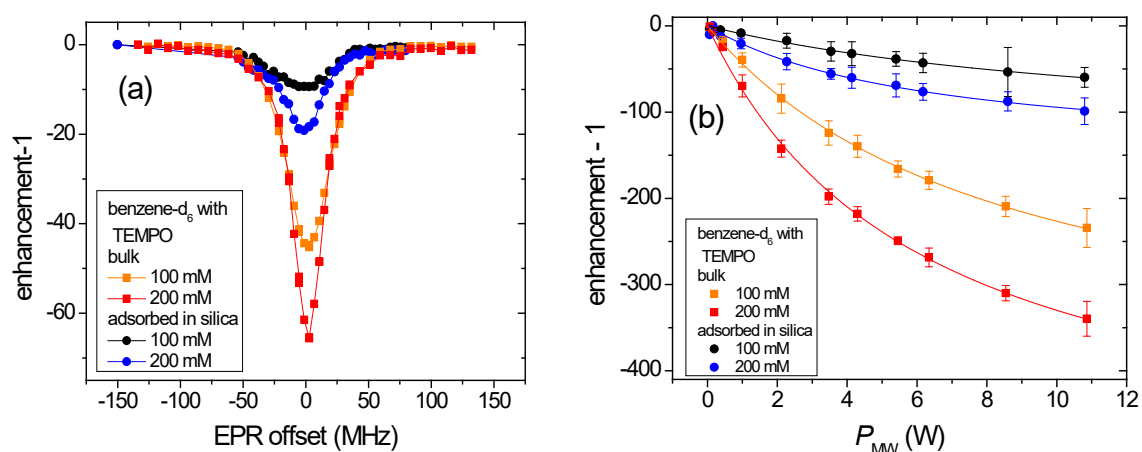 (a)
enhancement-1
0
-20
-40
-60
benzene-d6 with
TEMPO
bulk
100 mM
200 mM
adsorbed in silica
100 mM
200 mM
-150 -100 -50 0 50 100 150
EPR offset (MHz)
(b)
enhancement - 1
0
-100
-200
-300
-400
benzene-d6 with
TEMPO
bulk
100 mM
200 mM
adsorbed in silica
100 mM
200 mM
0 2 4 6 8 10 12
PMW (W)